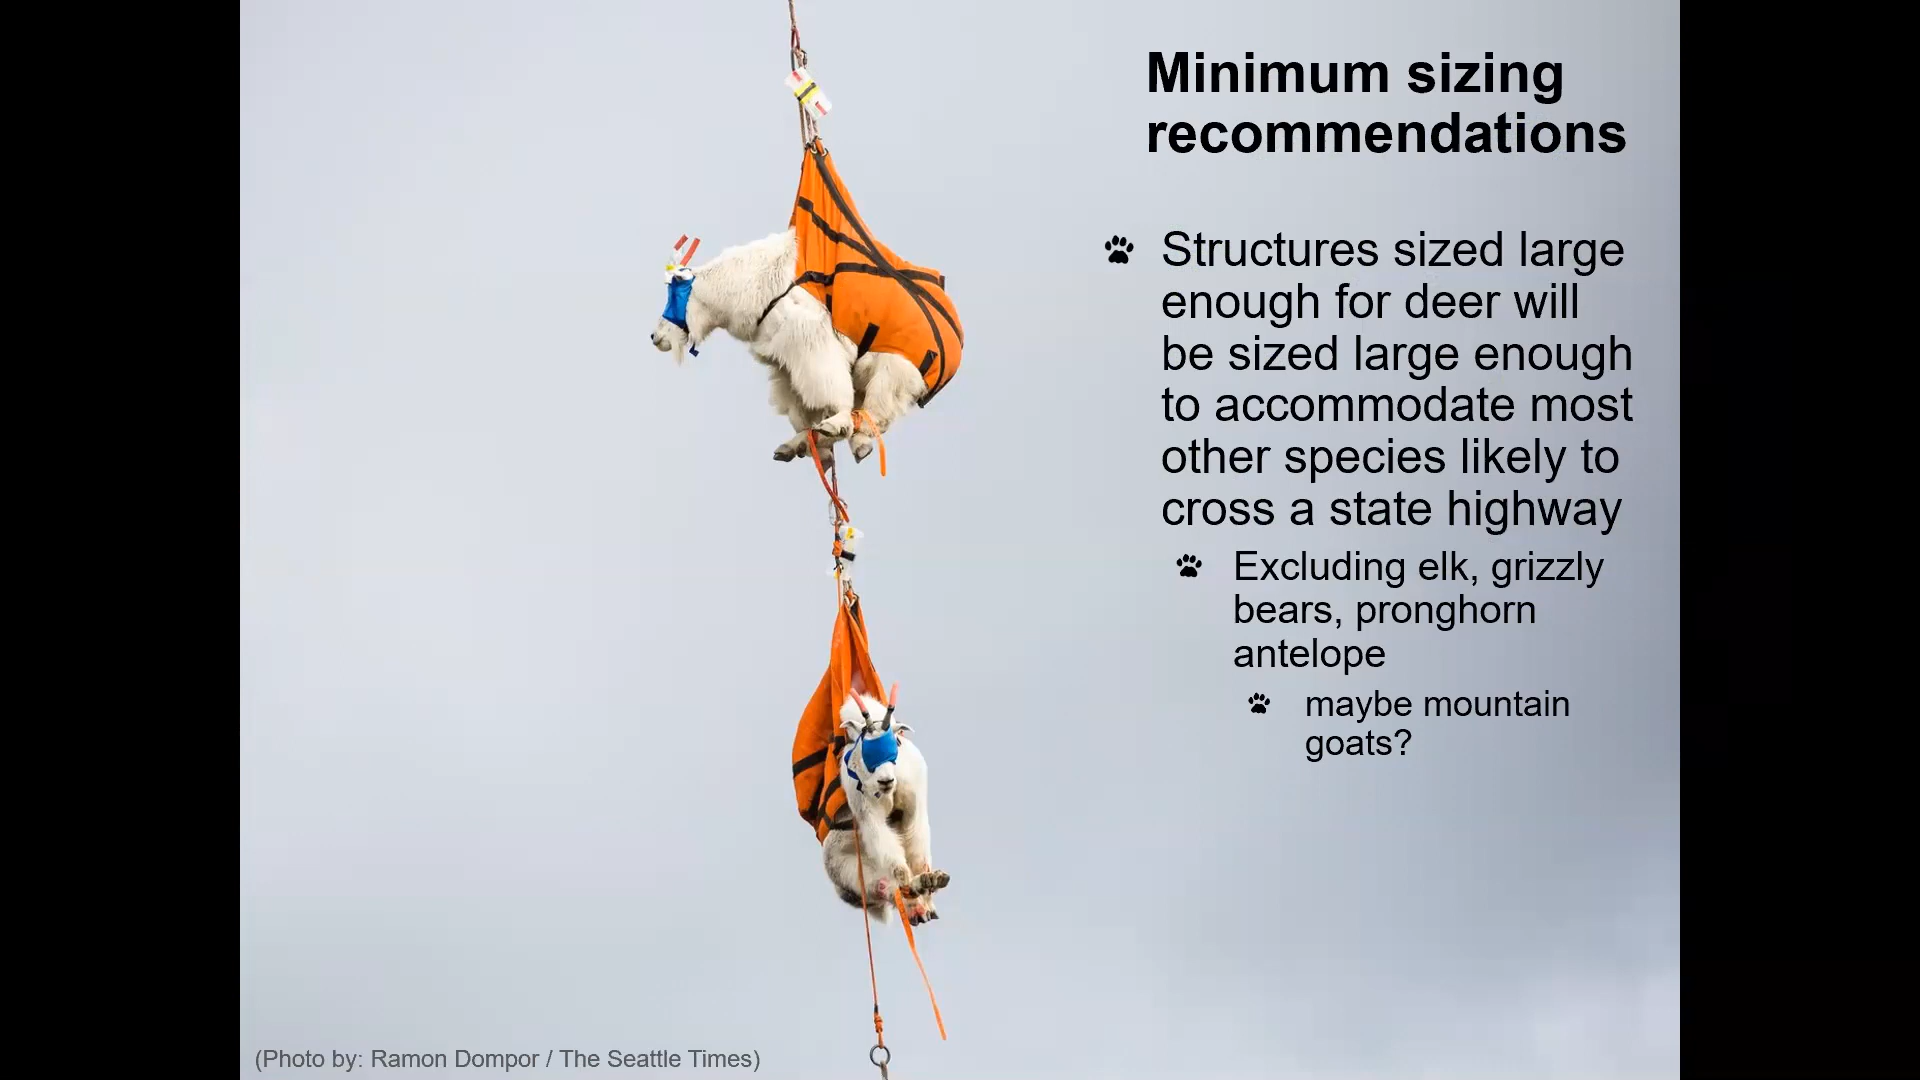 Minimum sizing
recommendations
Structures sized large
enough for deer will
be sized large enough
to accommodate most
other species likely to
cross a state highway
Excluding elk, grizzly
bears, pronghorn
antelope
maybe mountain
goats?
(Photo by: Ramon Dompor / The Seattle Times)